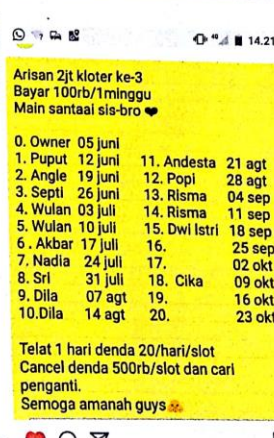 14.21
Arisan 2jt kloter ke-3
Bayar 100rb/1minggu
Main santaai sis-bro ❤
0. Owner 05 juni
1. Puput 12 juni
2. Angle 19 juni
3. Septi 26 juni
4. Wulan 03 juli
5. Wulan 10 juli
6 . Akbar 17 juli
7. Nadia 24 juli
8. Sri 31 juli
9. Dila 07 agt
10.Dila 14 agt
11. Andesta 21 agt
12. Popi 28 agt
13. Risma 04 sep
14. Risma 11 sep
15. Dwi Istri 18 sep
16. 25 sep
17. 02 okt
18. Cika 09 okt
19. 16 okt
20. 23 okt
Telat 1 hari denda 20/hari/slot
Cancel denda 500rb/slot dan cari
penganti.
Semoga amanah guys